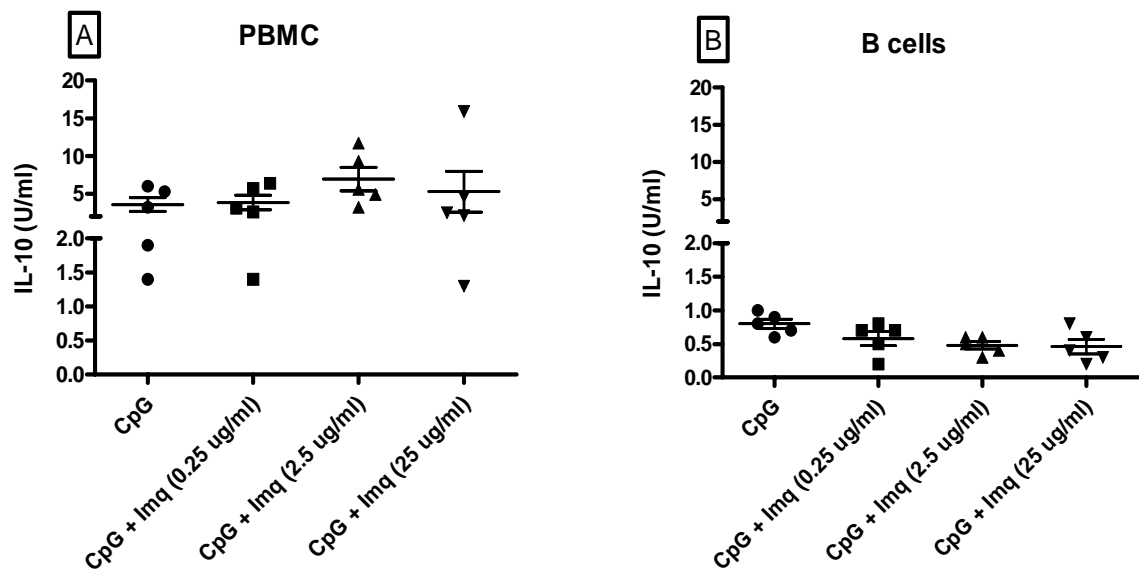 A
PBMC
IL-10 (U/ml)
20
15
10
5
2.0
1.5
1.0
0.5
0.0
CpG
CpG + Imq (0.25 ug/ml)
CpG + Imq (2.5 ug/ml)
CpG + Imq (25 ug/ml)
B
B cells
IL-10 (U/ml)
20
15
10
5
2.0
1.5
1.0
0.5
0.0
CpG
CpG + Imq (0.25 ug/ml)
CpG + Imq (2.5 ug/ml)
CpG + Imq (25 ug/ml)